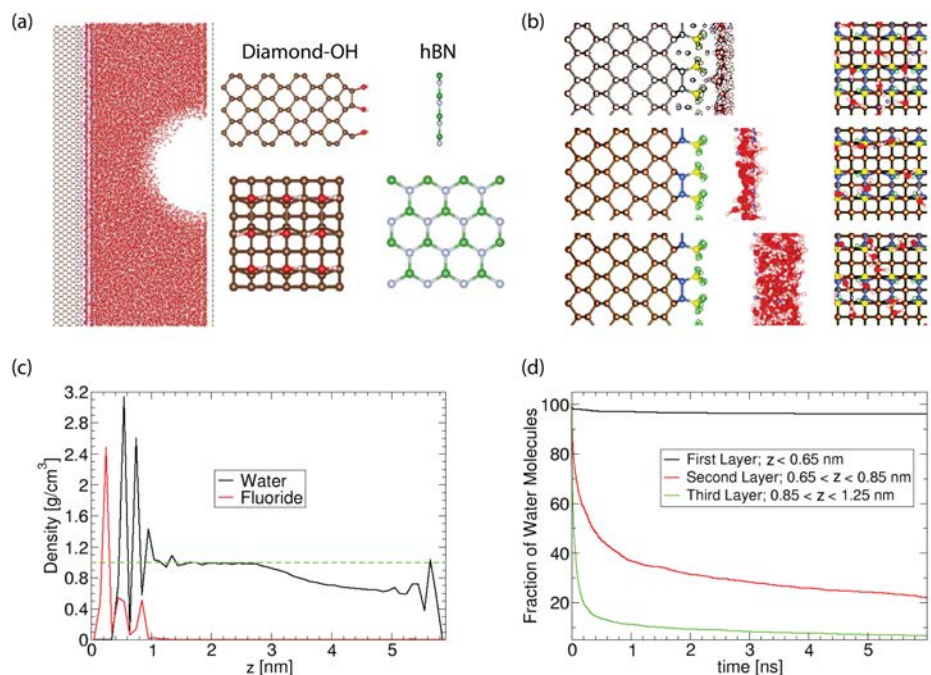 (a)
Diamond-OH
hBN
(b)
(c)
3.2
2.8
2.4
2.0
1.6
1.2
0.8
0.4
0
Density [g/cm³]
Water
Fluoride
0 1 2 3 4 5
z [nm]
(d)
100
80
60
40
20
Fraction of Water Molecules
First Layer; z < 0.65 nm
Second Layer; 0.65 < z < 0.85 nm
Third Layer; 0.85 < z < 1.25 nm
0 1 2 3 4 5
time [ns]